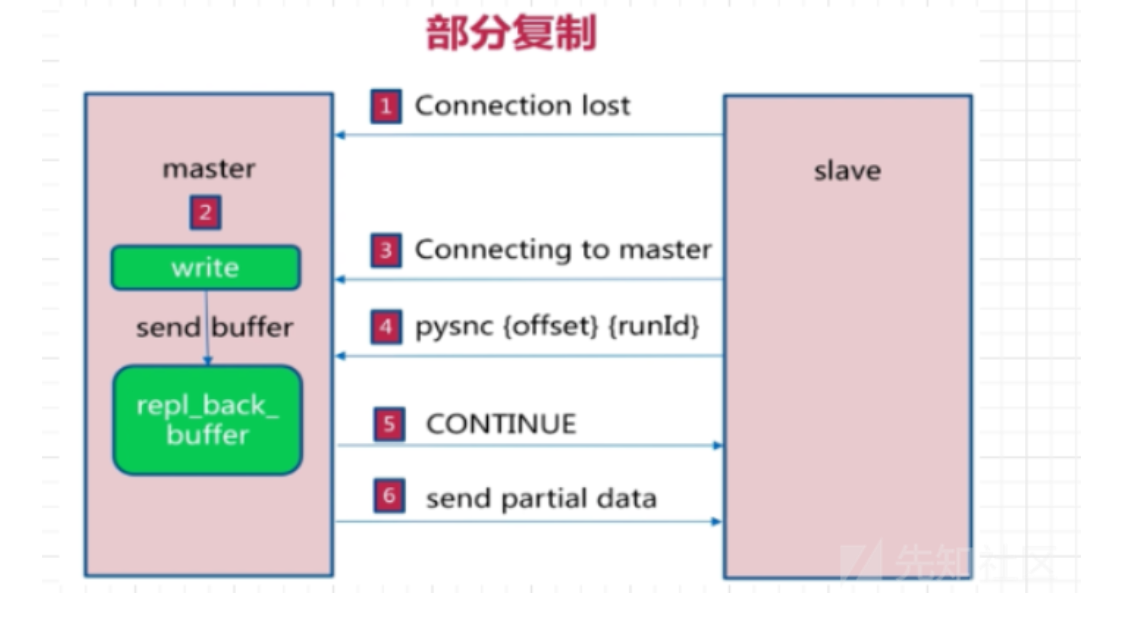 部分复制
1 Connection lost
master
slave
2
write
3 Connecting to master
send buffer
4 pysnc {offset} {runId}
repl_back_
buffer
5 CONTINUE
6 send partial data
先知社区